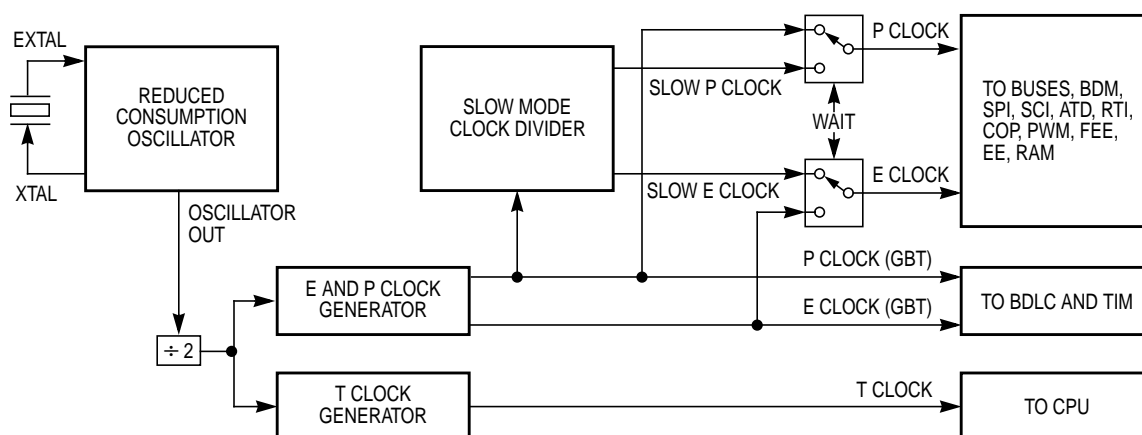 EXTAL
REDUCED
CONSUMPTION
OSCILLATOR
XTAL
OSCILLATOR
OUT
÷ 2
SLOW MODE
CLOCK DIVIDER
SLOW P CLOCK
WAIT
SLOW E CLOCK
P CLOCK
E CLOCK
TO BUSES, BDM,
SPI, SCI, ATD, RTI,
COP, PWM, FEE,
EE, RAM
E AND P CLOCK
GENERATOR
P CLOCK (GBT)
E CLOCK (GBT)
TO BDLC AND TIM
T CLOCK
GENERATOR
T CLOCK
TO CPU